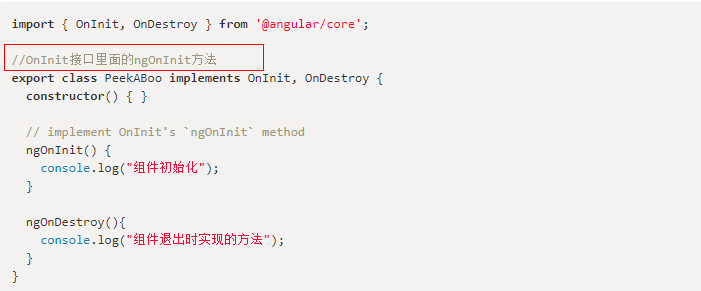 import { OnInit, OnDestroy } from '@angular/core';
//OnInit接口里面的ngOnInit方法
export class PeekABoo implements OnInit, OnDestroy {
constructor() { }
// implement OnInit's `ngOnInit` method
ngOnInit() {
console.log("组件初始化");
}
ngOnDestroy(){
console.log("组件退出时实现的方法");
}
}